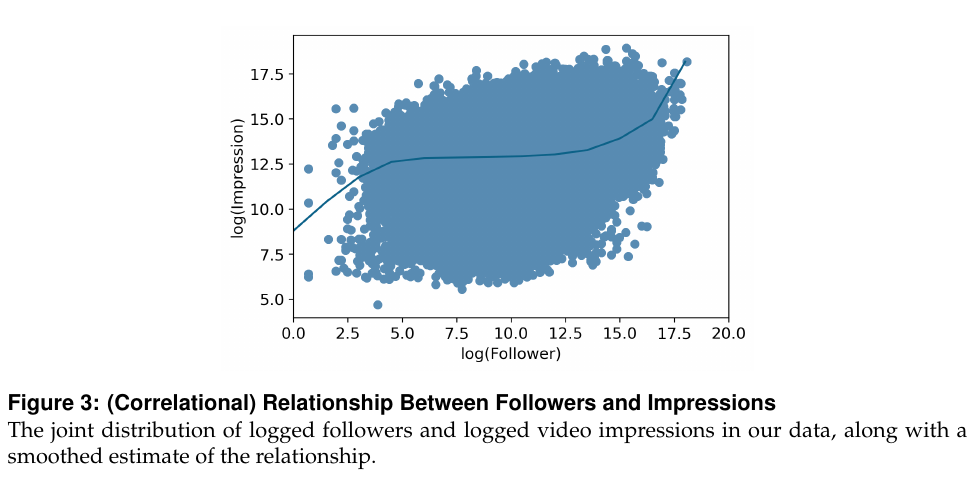 17.5
15.0
12.5
10.0
7.5
5.0
log(Impression)
0.0 2.5 5.0 7.5 10.0 12.5 15.0 17.5 20.0
log(Follower)
Figure 3: (Correlational) Relationship Between Followers and Impressions
The joint distribution of logged followers and logged video impressions in our data, along with a
smoothed estimate of the relationship.